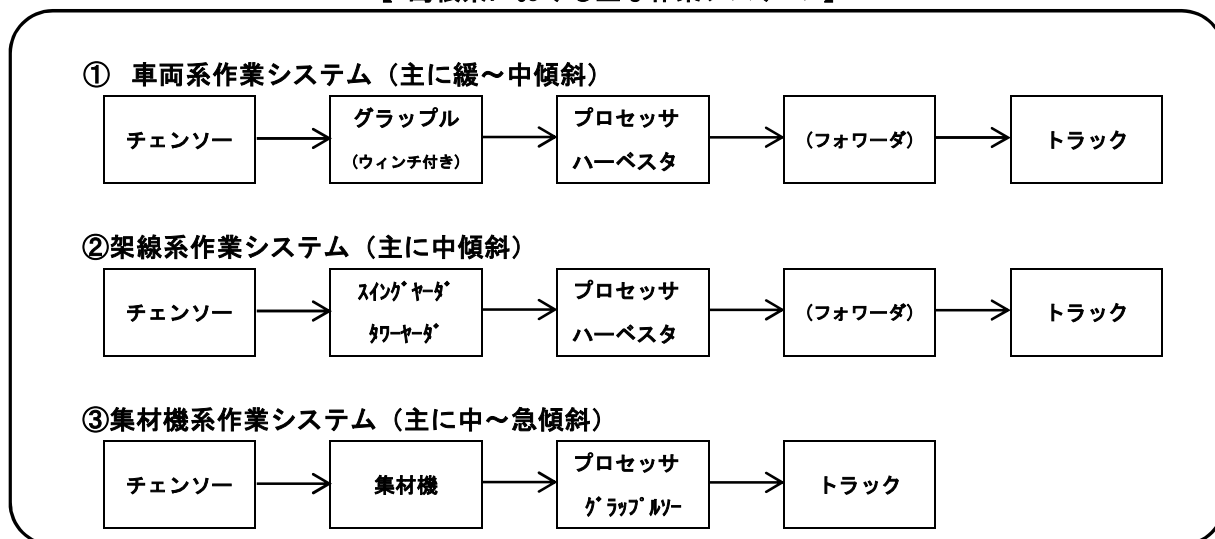 ① 車両系作業システム（主に緩～中傾斜）
チェンソー
グラップル
（ウィンチ付き）
プロセッサ
ハーベスタ
（フォワーダ）
トラック
②架線系作業システム（主に中傾斜）
チェンソー
ｽｲﾝｸﾞﾔｰﾀﾞ
ﾀﾜｰﾔｰﾀﾞ
プロセッサ
ハーベスタ
（フォワーダ）
トラック
③集材機系作業システム（主に中～急傾斜）
チェンソー
集材機
プロセッサ
ｸﾞﾗｯﾌﾟﾙｿｰ
トラック